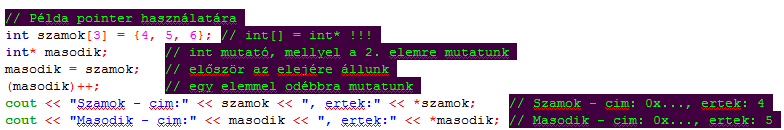 // Példa pointer használatára
int szamok[3] = {4, 5, 6}; // int[] = int* !!!
int* masodik; // int mutató, mellyel a 2. elemre mutatunk
masodik = szamok; // először az elejére állunk
(masodik)++; // egy elemmel odébbra mutatunk
cout << "Szamok - cim:" << szamok << ", ertek:" << *szamok; // Szamok - cim: 0x..., ertek: 4
cout << "Masodik - cim:" << masodik << ", ertek:" << *masodik; // Masodik - cim: 0x..., ertek: 5